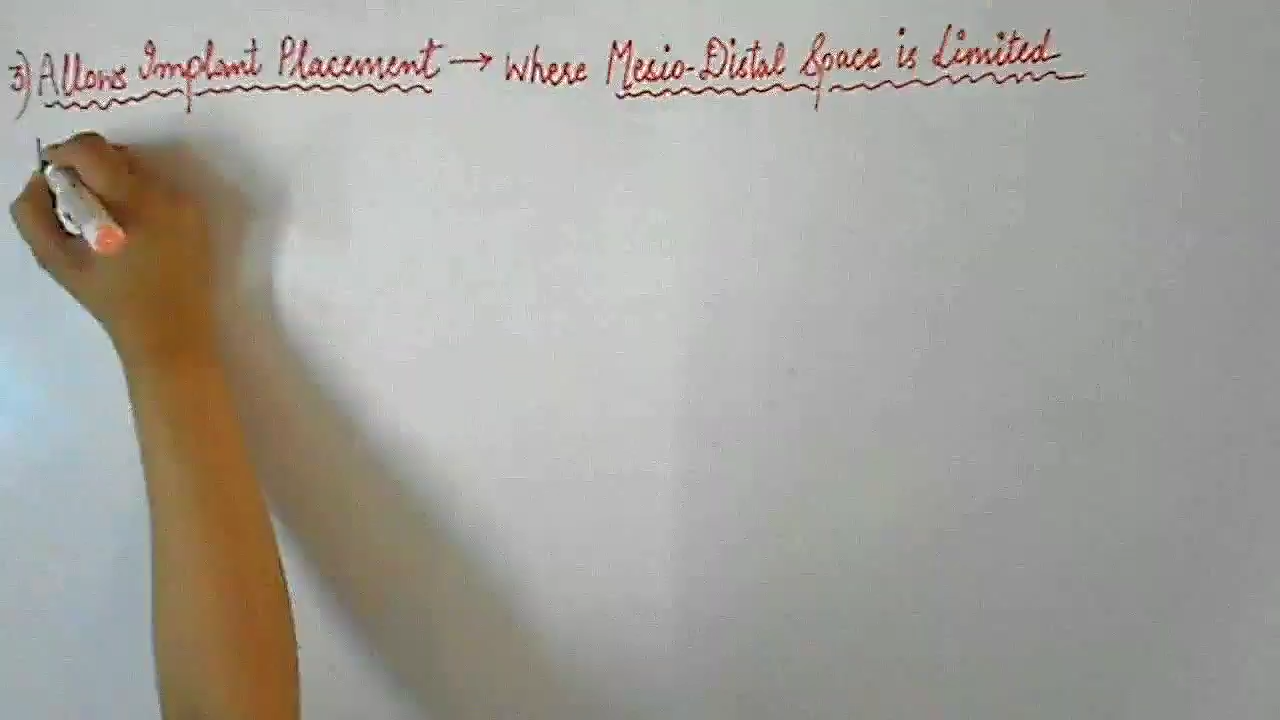 3) Allows Implant Placement → where Mesio-Distal Space is Limited